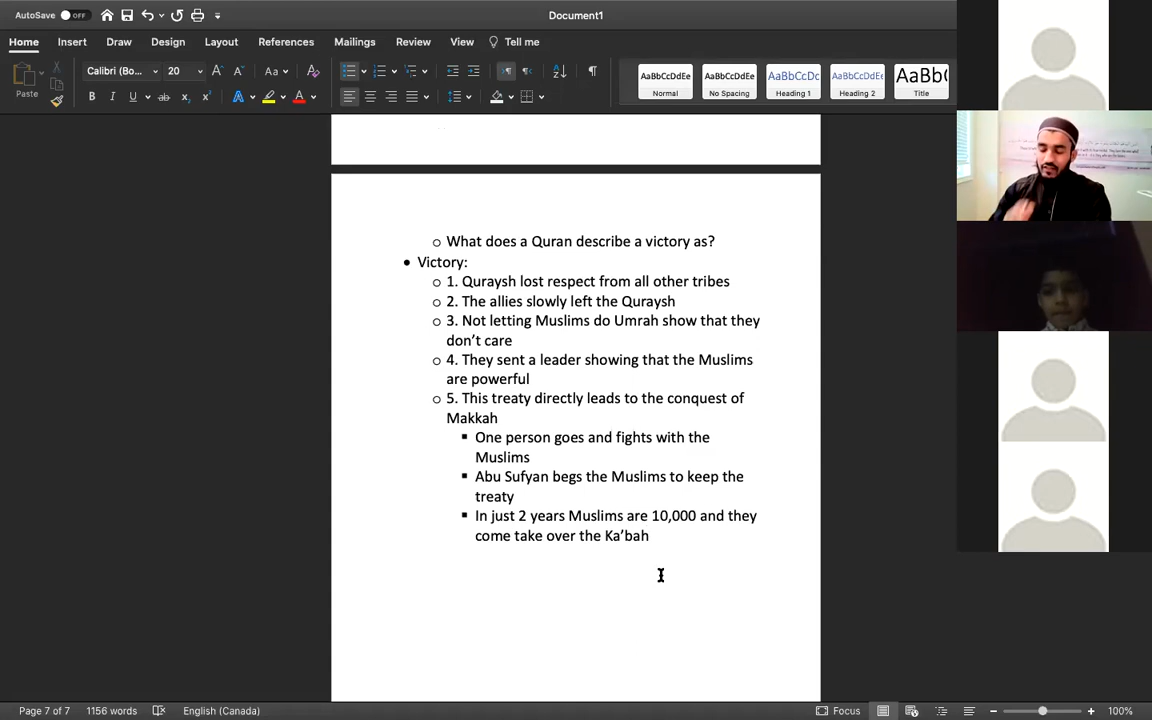 AutoSave OFF Document1
Home Insert Draw Design Layout References Mailings Review View Tell me
Calibri (Bo... 20 Aa
AaBbCcDdEe AaBbCcDdEe AaBbCcDc AaBbCcDdEe AaBb(
Paste B I U ab x₂ x² A A Normal No Spacing Heading 1 Heading 2 Title
What does a Quran describe a victory as?
Victory:
1. Quraysh lost respect from all other tribes
2. The allies slowly left the Quraysh
3. Not letting Muslims do Umrah show that they
don’t care
4. They sent a leader showing that the Muslims
are powerful
5. This treaty directly leads to the conquest of
Makkah
One person goes and fights with the
Muslims
Abu Sufyan begs the Muslims to keep the
treaty
In just 2 years Muslims are 10,000 and they
come take over the Ka’bah
Page 7 of 7 1156 words English (Canada) Focus 100%